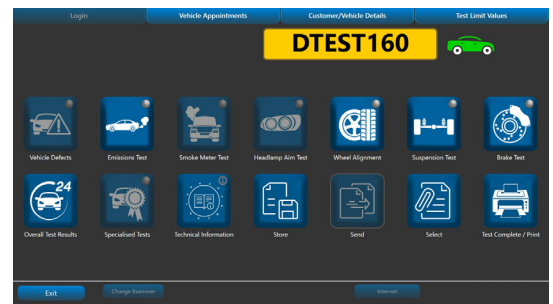 Login
Vehicle Appointments
Customer/Vehicle Details
Test Limit Values
DTEST160
Vehicle Defects
Emissions Test
Smoke Meter Test
Headlamp Aim Test
Wheel Alignment
Suspension Test
Brake Test
24
Overall Test Results
Specialised Tests
Technical Information
Store
Send
Select
Test Complete / Print
Exit
Change Examiner
Internet